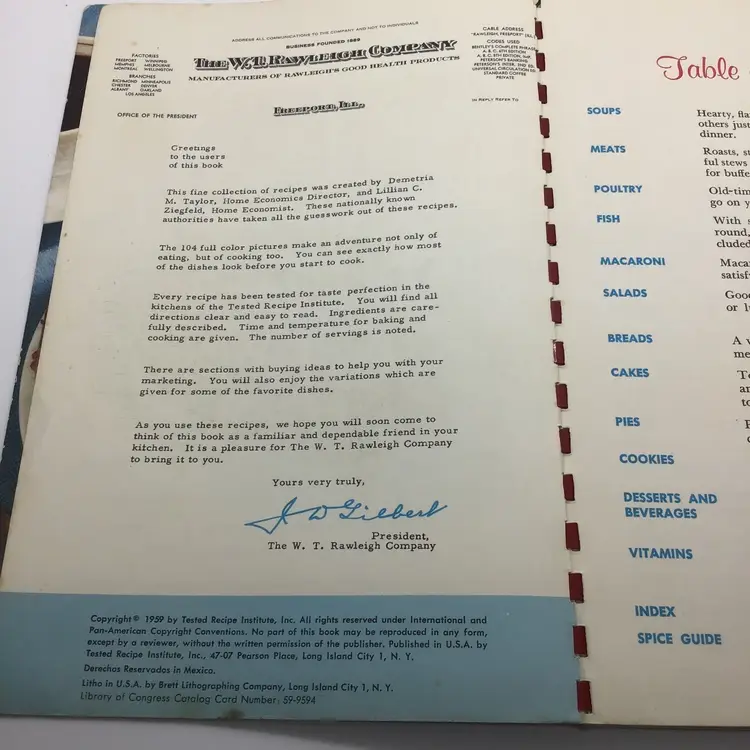 ADDRESS ALL COMMUNICATIONS TO THE COMPANY AND NOT TO INDIVIDUALS
BUSINESS FOUNDED 1889
THE W.T. RAWLEIGH COMPANY
MANUFACTURERS OF RAWLEIGH'S GOOD HEALTH PRODUCTS
FREEPORT, ILL.
FACTORIES
FREEPORT WINNIPEG
MEMPHIS MELBOURNE
MONTREAL WELLINGTON
BRANCHES
RICHMOND MINNEAPOLIS
CHESTER DENVER
ALBANY OAKLAND
LOS ANGELES
CABLE ADDRESS
"RAWLEIGH, FREEPORT" ILL.
CODES USED
BENTLEY'S COMPLETE PHRASE
A. B. C. 6TH EDITION
PETERSON'S BANKING
STANDARD COFFEE
PRIVATE
OFFICE OF THE PRESIDENT
IN REPLY REFER TO
Greetings
to the users
of this book
This fine collection of recipes was created by Demetria
M. Taylor, Home Economics Director, and Lillian C.
Ziegfeld, Home Economist. These nationally known
authorities have taken all the guesswork out of these recipes.
The 104 full color pictures make an adventure not only of
eating, but of cooking too. You can see exactly how most
of the dishes look before you start to cook.
Every recipe has been tested for taste perfection in the
kitchens of the Tested Recipe Institute. You will find all
directions clear and easy to read. Ingredients are care-
fully described. Time and temperature for baking and
cooking are given. The number of servings is noted.
There are sections with buying ideas to help you with your
marketing. You will also enjoy the variations which are
given for some of the favorite dishes.
As you use these recipes, we hope you will soon come to
think of this book as a familiar and dependable friend in your
kitchen. It is a pleasure for The W. T. Rawleigh Company
to bring it to you.
Yours very truly,
J D Gilbert
President,
The W. T. Rawleigh Company
Copyright © 1959 by Tested Recipe Institute, Inc. All rights reserved under International and
Pan-American Copyright Conventions. No part of this book may be reproduced in any form,
except by a reviewer, without the written permission of the publisher. Published in U.S.A. by
Tested Recipe Institute, Inc., 47-07 Pearson Place, Long Island City 1, N. Y.
Derechos Reservados in Mexico.
Litho in U.S.A. by Brett Lithographing Company, Long Island City 1, N. Y.
Library of Congress Catalog Card Number: 59-9594
Table
SOUPS
Hearty, fla
others just
dinner.
MEATS
Roasts, st
ful stews
for buffe
POULTRY
Old-tim
go on y
FISH
With s
round,
cluded
MACARONI
Maca
satisf
SALADS
Good
or l
BREADS
A v
me
CAKES
T
ar
to
PIES
COOKIES
DESSERTS AND
BEVERAGES
VITAMINS
INDEX
SPICE GUIDE